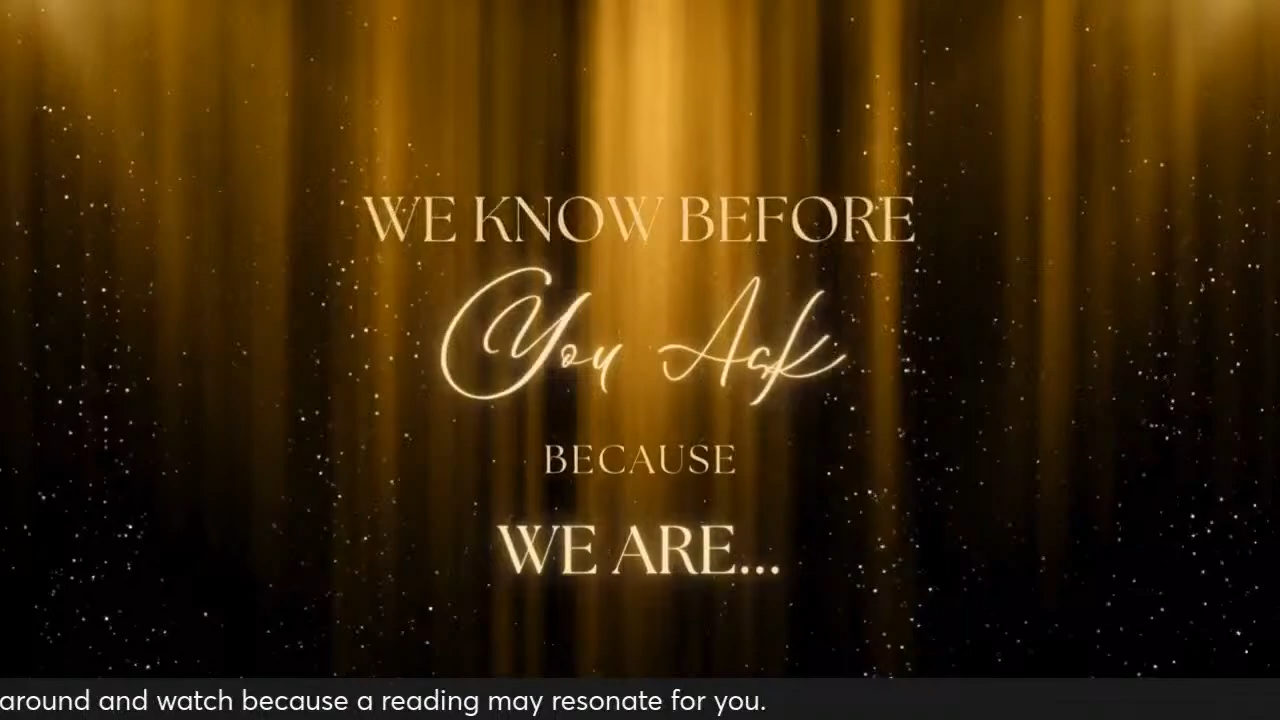 WE KNOW BEFORE
You Ask
BECAUSE
WE ARE...
around and watch because a reading may resonate for you.